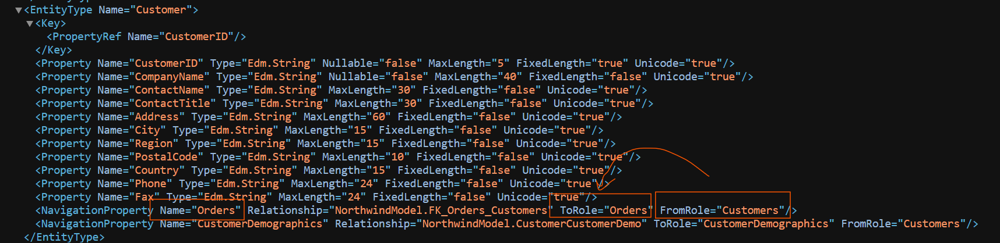 <EntityType Name="Customer">
<Key>
<PropertyRef Name="CustomerID"/>
</Key>
<Property Name="CustomerID" Type="Edm.String" Nullable="false" MaxLength="5" FixedLength="true" Unicode="true"/>
<Property Name="CompanyName" Type="Edm.String" Nullable="false" MaxLength="40" FixedLength="false" Unicode="true"/>
<Property Name="ContactName" Type="Edm.String" MaxLength="30" FixedLength="false" Unicode="true"/>
<Property Name="ContactTitle" Type="Edm.String" MaxLength="30" FixedLength="false" Unicode="true"/>
<Property Name="Address" Type="Edm.String" MaxLength="60" FixedLength="false" Unicode="true"/>
<Property Name="City" Type="Edm.String" MaxLength="15" FixedLength="false" Unicode="true"/>
<Property Name="Region" Type="Edm.String" MaxLength="15" FixedLength="false" Unicode="true"/>
<Property Name="PostalCode" Type="Edm.String" MaxLength="10" FixedLength="false" Unicode="true"/>
<Property Name="Country" Type="Edm.String" MaxLength="15" FixedLength="false" Unicode="true"/>
<Property Name="Phone" Type="Edm.String" MaxLength="24" FixedLength="false" Unicode="true"/>
<Property Name="Fax" Type="Edm.String" MaxLength="24" FixedLength="false" Unicode="true"/>
<NavigationProperty Name="Orders" Relationship="NorthwindModel.FK_Orders_Customers" ToRole="Orders" FromRole="Customers"/>
<NavigationProperty Name="CustomerDemographics" Relationship="NorthwindModel.CustomerCustomerDemo" ToRole="CustomerDemographics" FromRole="Customers"/>
</EntityType>